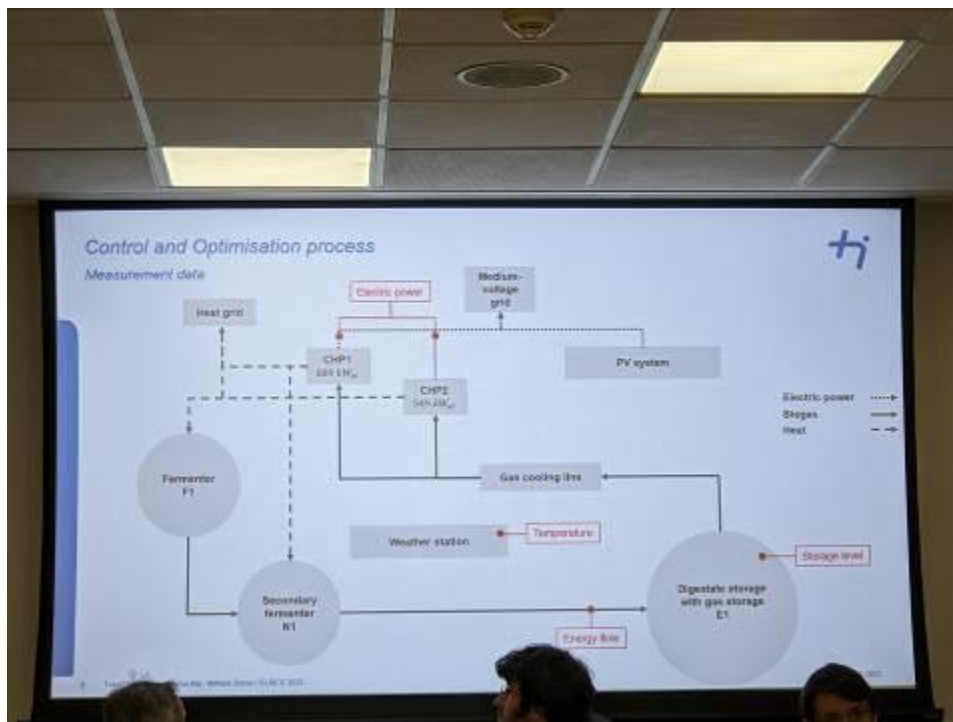 Control and Optimisation process
Measurement data
Heat grid
Electric power
Medium-
voltage
grid
CHP1
CHP2
PV system
Electric power
Biogas
Heat
Fermenter
F1
Gas cooling line
Weather station
Temperature
Storage level
Secondary
fermenter
N1
Digestate storage
with gas storage
E1
Energy flow